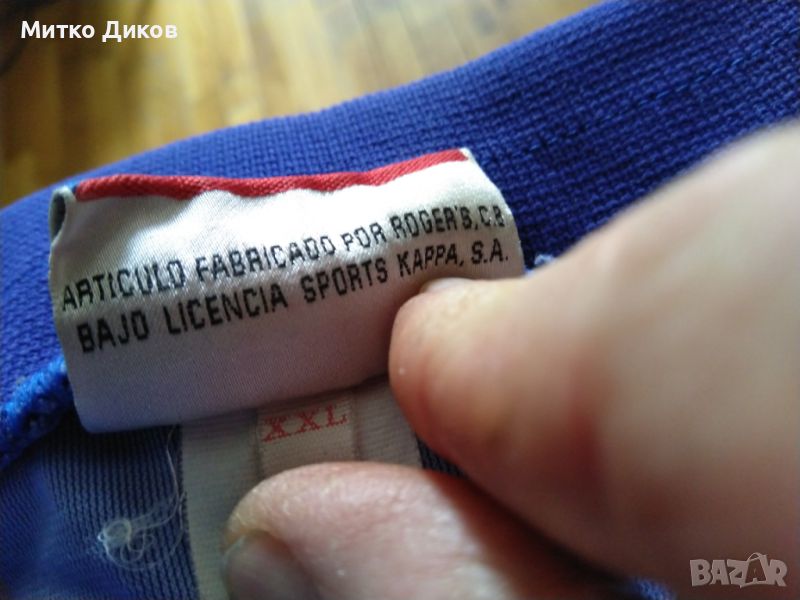 Митко Диков
ARTICULO FABRICADO POR ROGER'S, C.B
BAJO LICENCIA SPORTS KAPPA, S.A.
XXL
BAZAR